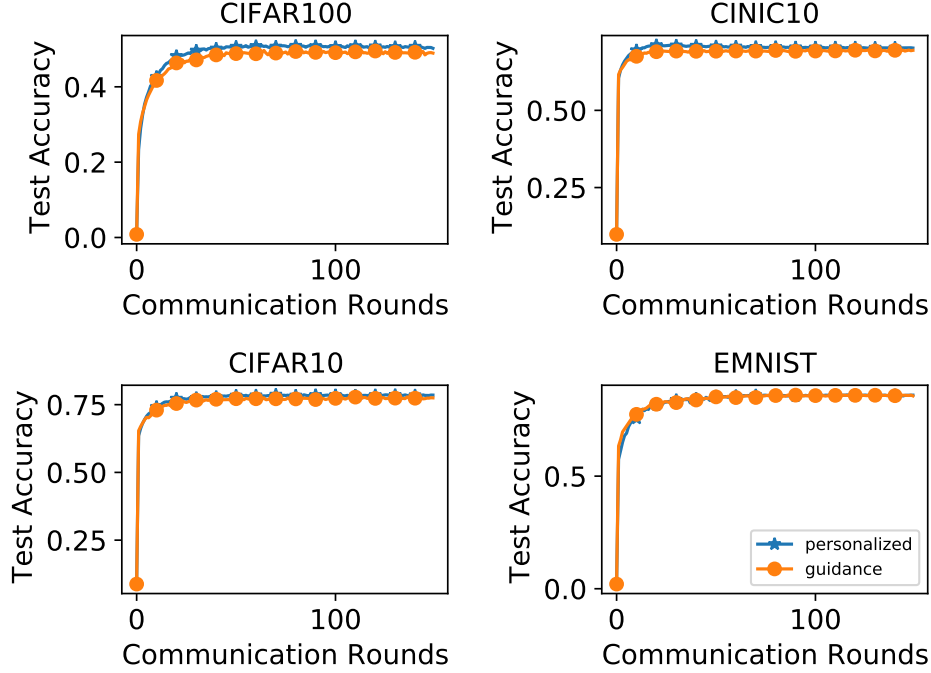 CIFAR100
Test Accuracy
0.4
0.2
0.0
0 100
Communication Rounds
CINIC10
Test Accuracy
0.50
0.25
0 100
Communication Rounds
CIFAR10
Test Accuracy
0.75
0.50
0.25
0 100
Communication Rounds
EMNIST
Test Accuracy
0.5
0.0
personalized
guidance
0 100
Communication Rounds